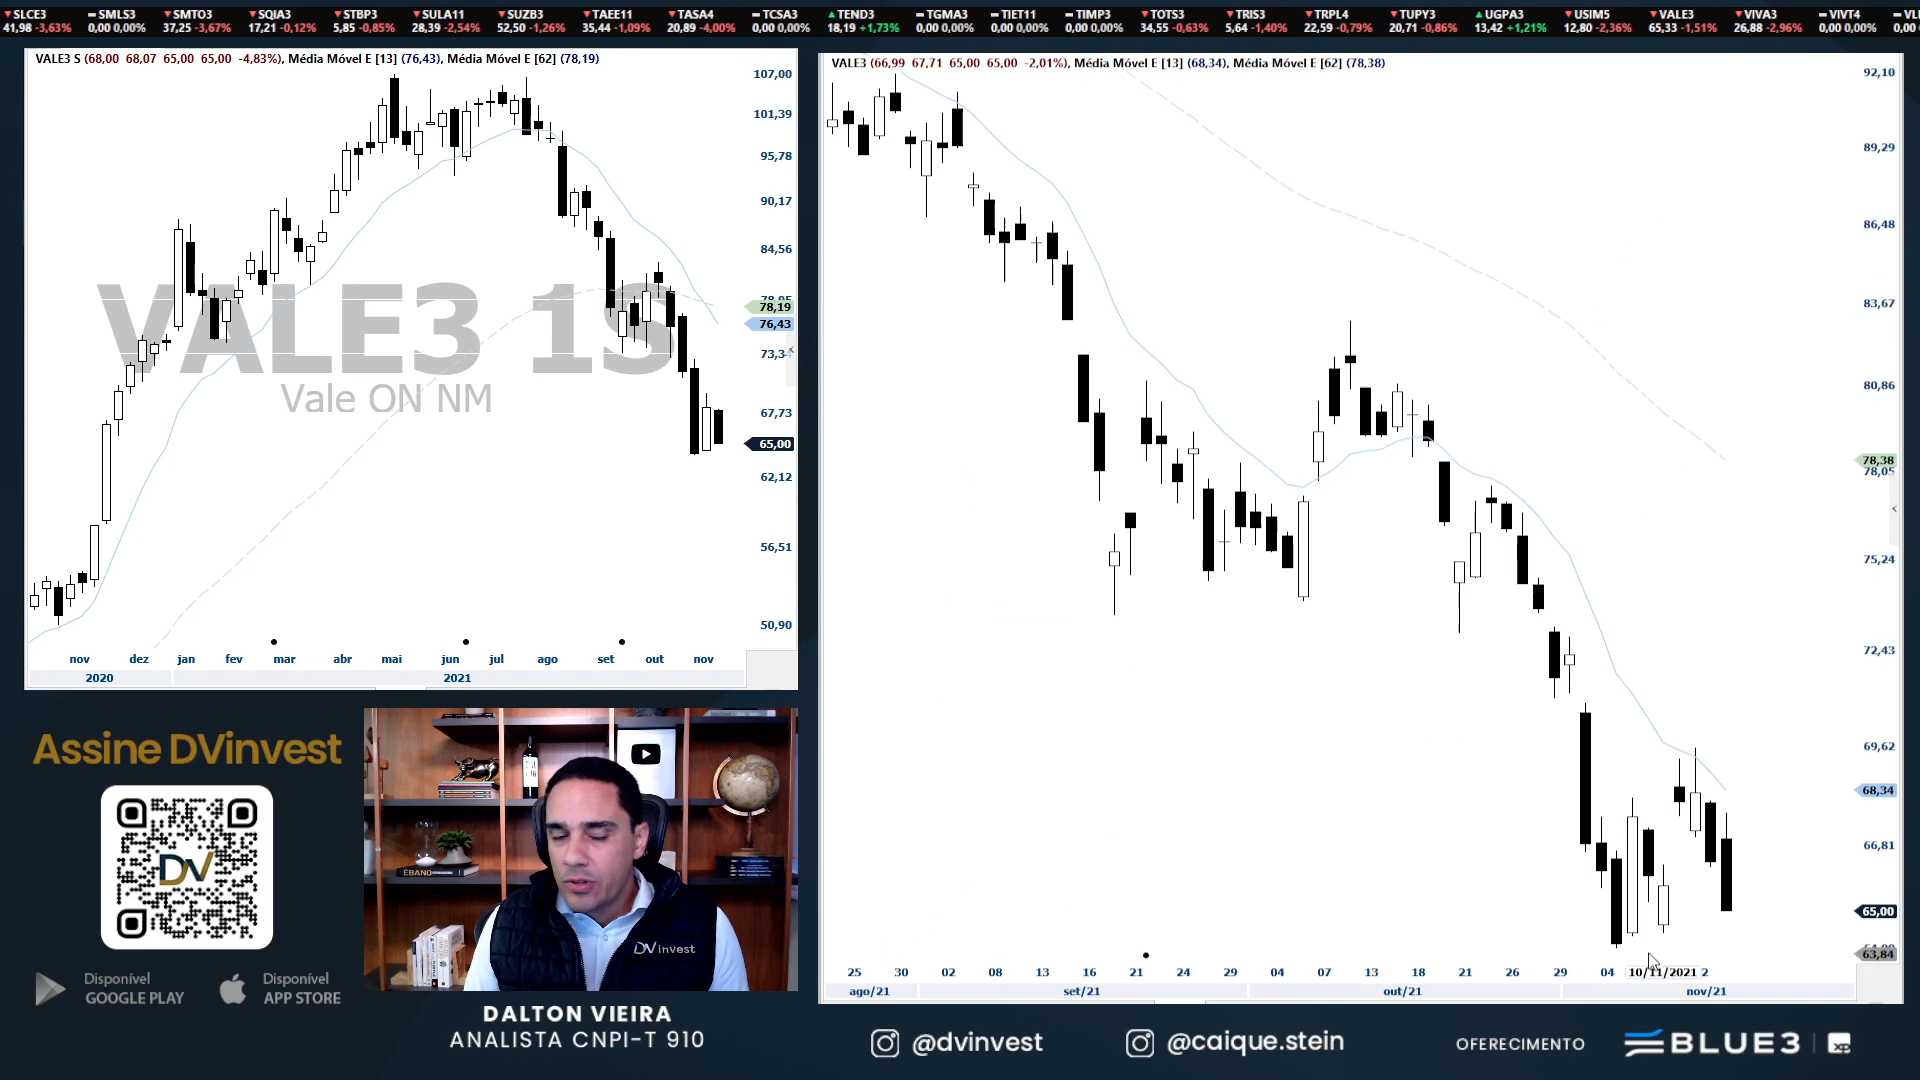 SLCE3 SMLS3 SMTO3 SQIA3 STBP3 SULA11 SUZB3 TAEE11 TASA4 TCSA3 TEND3 TGMA3 TIET11 TIMP3 TOTS3 TRIS3 TRPL4 TUPY3 UGPA3 USIM5 VALE3 VIVA3 VIVT4
41,98 -3,63% 0,00 0,00% 37,25 -3,67% 17,21 -0,12% 5,85 -0,85% 28,39 -2,54% 52,50 -1,26% 35,44 -1,09% 20,89 -4,00% 0,00 0,00% 18,19 +1,73% 0,00 0,00% 0,00 0,00% 0,00 0,00% 34,55 -0,63% 5,64 -1,40% 22,59 -0,79% 20,71 -0,86% 13,42 +1,21% 12,80 -2,36% 65,33 -1,51% 26,88 -2,96% 0,00 0,00% 0,00
VALE3 S (68,00 68,07 65,00 65,00 -4,83%), Média Móvel E [13] (76,43), Média Móvel E [62] (78,19)
107,00
101,39
95,78
90,17
84,56
78,19
76,43
67,73
65,00
62,12
56,51
50,90
VALE3 1S
Vale ON NM
nov dez jan fev mar abr mai jun jul ago set out nov
2020 2021
VALE3 (66,99 67,71 65,00 65,00 -2,01%), Média Móvel E [13] (68,34), Média Móvel E [62] (78,38)
92,10
89,29
86,48
83,67
80,86
78,38
78,05
75,24
72,43
69,62
68,34
66,81
65,00
63,84
25 30 02 08 13 16 21 24 29 04 07 13 18 21 26 29 04 10/11/2021 2
ago/21 set/21 out/21 nov/21
Assine DVinvest
DV
Disponível
GOOGLE PLAY
Disponível
APP STORE
ÉBANO
DVinvest
DALTON VIEIRA
ANALISTA CNPI-T 910
@dvinvest
@caique.stein
OFERECIMENTO
BLUE3
xp